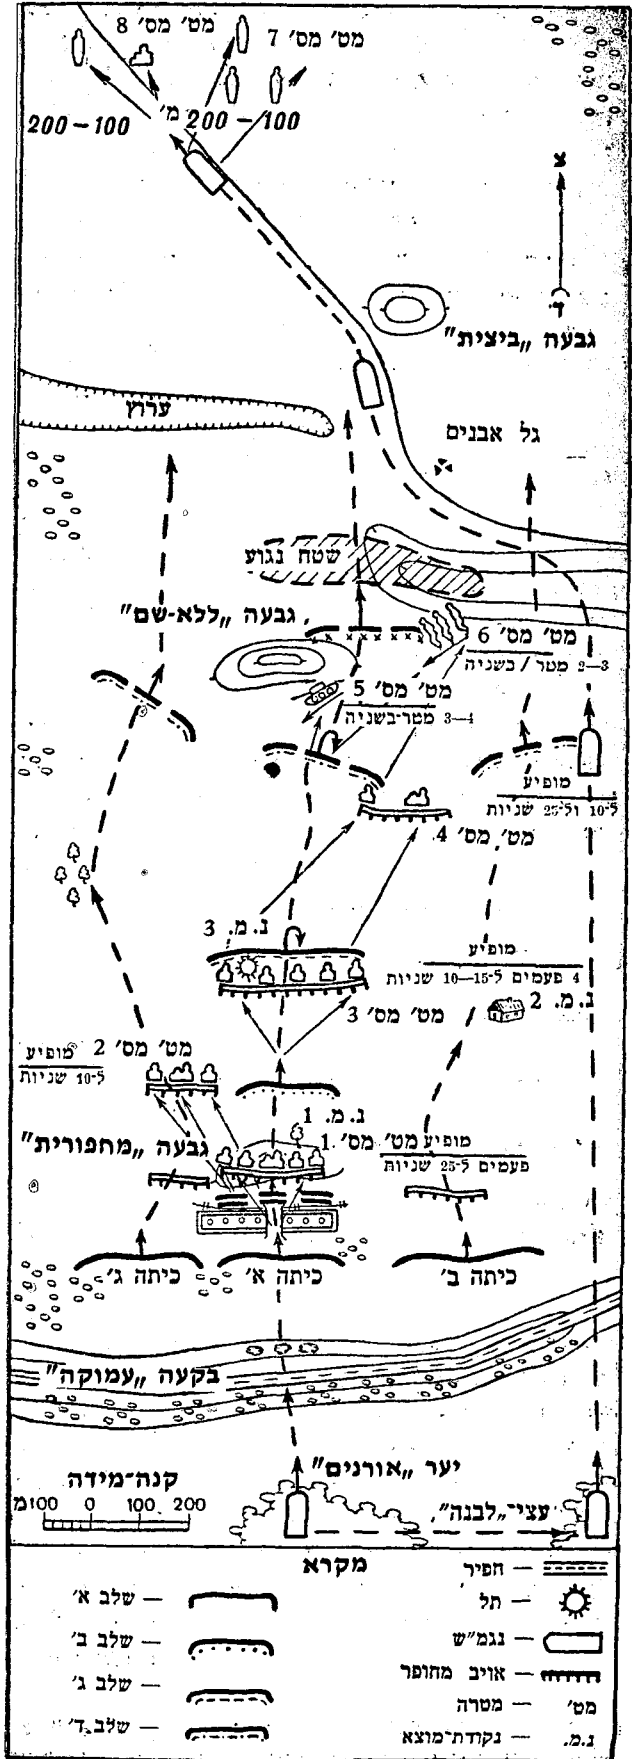 מט' מס' 8
מט' מס' 7
מ'
200–100
200–100
צ
ד
גבעה „ביצית"
ערוץ
גל אבנים
שטח נגוע
גבעה „ללא-שם"
מט' מס' 6
2–3 מטר / בשניה
מט' מס' 5
3–4 מטר-בשניה
מופיע
ל-10 ול-25 שניות
מט' מס' 4
נ.מ. 3
מופיע
4 פעמים ל-10–15 שניות
נ.מ. 2
מט' מס' 3
מט' מס' 2
מופיע
ל-10 שניות
נ.מ. 1
גבעה „מחפורית"
מט' מס' 1
מופיע
פעמים ל-25 שניות
כיתה ג'
כיתה א'
כיתה ב'
בקעה „עמוקה"
יער „אורנים"
קנה-מידה
מ100 0 100 200
עצי-„לבנה"
מקרא
— חפיר
— תל
— נגמ"ש
— אויב מחופר
מט' — מטרה
נ.מ. — נקודת-מוצא
— שלב א'
— שלב ב'
— שלב ג'
— שלב ד'